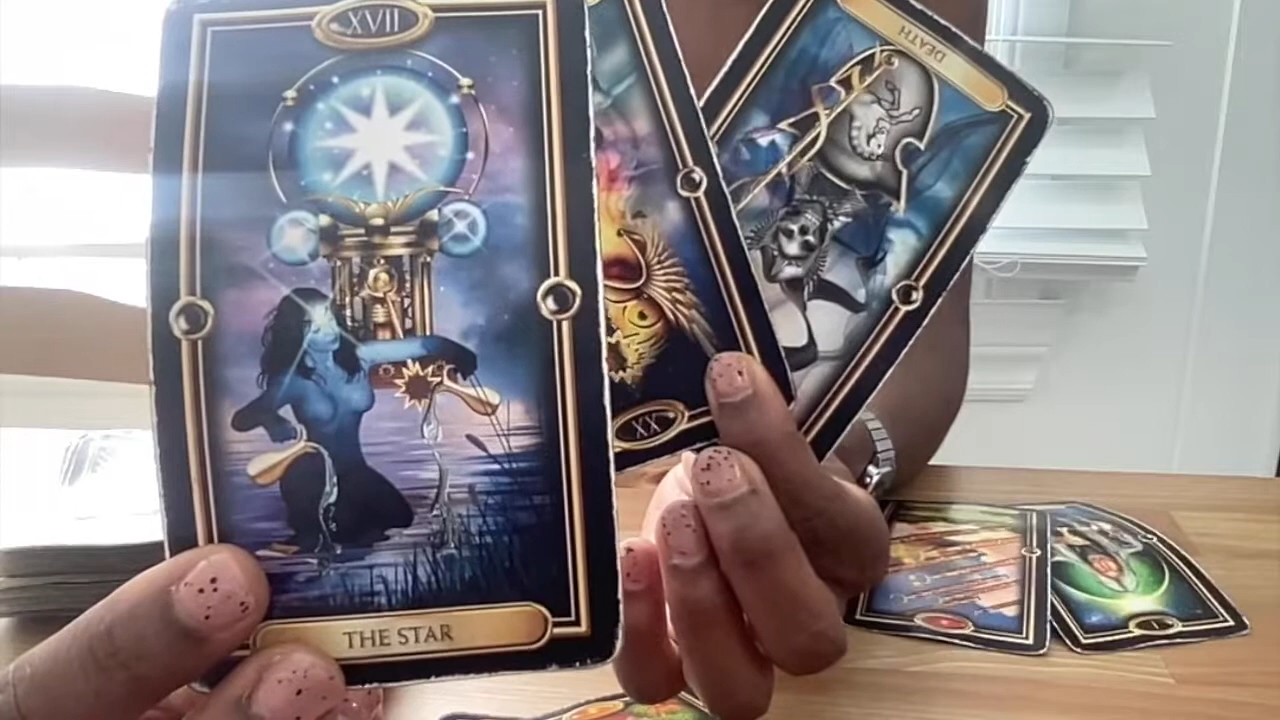 XVII
THE STAR
XX
DEATH
I